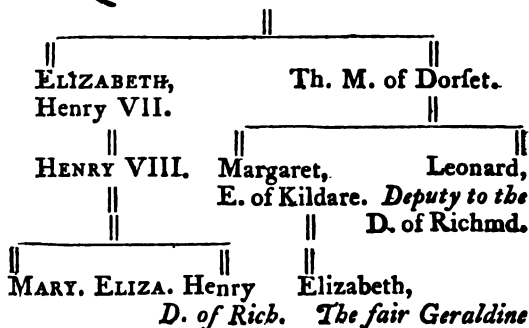 ELIZABETH, Th. M. of Dorſet.
Henry VII.
HENRY VIII. Margaret, Leonard,
E. of Kildare. Deputy to the
D. of Richmd.
MARY. ELIZA. Henry Elizabeth,
D. of Rich. The fair Geraldine